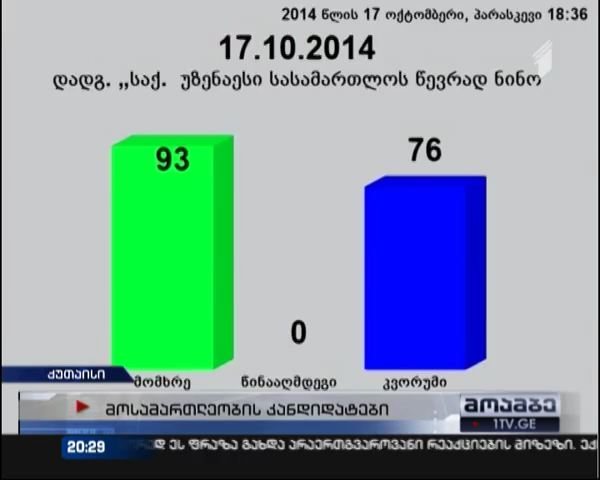 2014 წლის 17 ოქტომბერი, პარასკევი 18:36
17.10.2014
დადგ. ,,საქ. უზენაესი სასამართლოს წევრად ნინო
93
76
0
მომხრე წინააღმდეგი კვორუმი
ქუთაისი
მოსამართლეობის კანდიდატები
მოამბე
1TV.GE
20:29
ეს ფრაზა გახდა არაერთგვაროვანი რეაქციების მიზეზი.